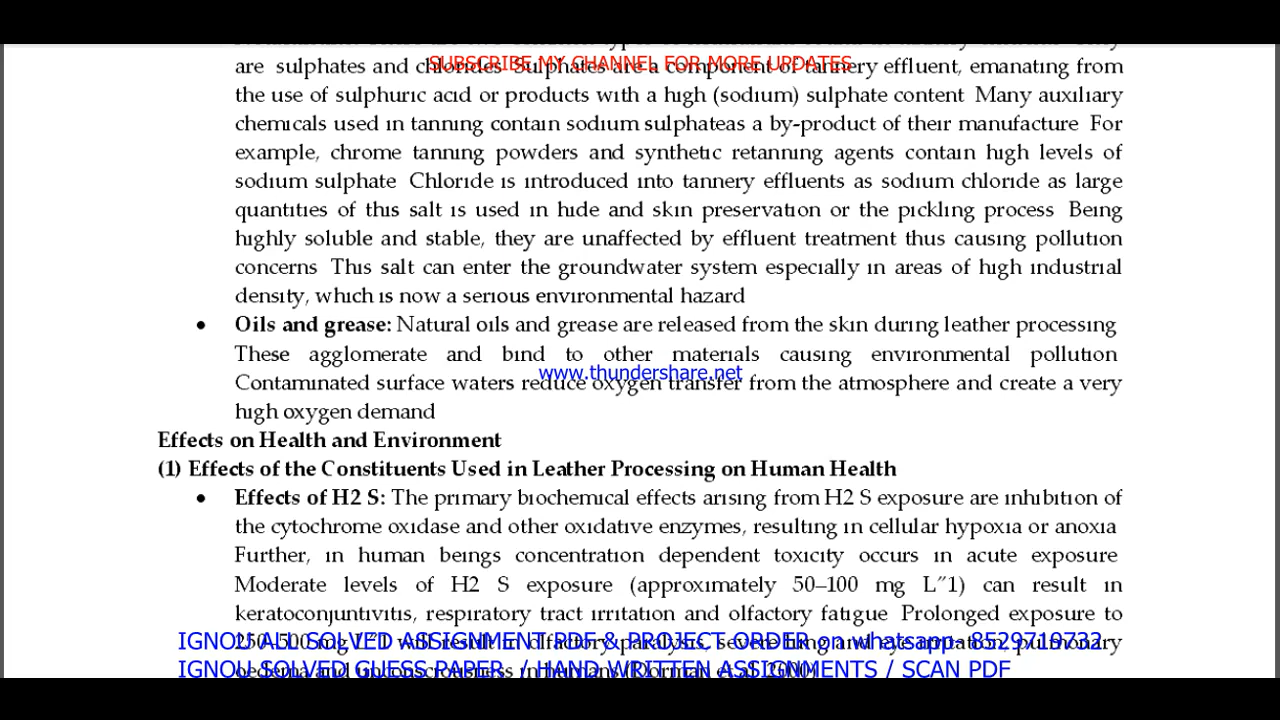 SUBSCRIBE MY CHANNEL FOR MORE UPDATES
are sulphates and chlorides Sulphates are a component of tannery effluent, emanating from
the use of sulphuric acid or products with a high (sodium) sulphate content Many auxiliary
chemicals used in tanning contain sodium sulphateas a by-product of their manufacture For
example, chrome tanning powders and synthetic retanning agents contain high levels of
sodium sulphate Chloride is introduced into tannery effluents as sodium chloride as large
quantities of this salt is used in hide and skin preservation or the pickling process Being
highly soluble and stable, they are unaffected by effluent treatment thus causing pollution
concerns This salt can enter the groundwater system especially in areas of high industrial
density, which is now a serious environmental hazard
• Oils and grease: Natural oils and grease are released from the skin during leather processing
These agglomerate and bind to other materials causing environmental pollution
www.thundershare.net
Contaminated surface waters reduce oxygen transfer from the atmosphere and create a very
high oxygen demand
Effects on Health and Environment
(1) Effects of the Constituents Used in Leather Processing on Human Health
• Effects of H2 S: The primary biochemical effects arising from H2 S exposure are inhibition of
the cytochrome oxidase and other oxidative enzymes, resulting in cellular hypoxia or anoxia
Further, in human beings concentration dependent toxicity occurs in acute exposure
Moderate levels of H2 S exposure (approximately 50–100 mg L″1) can result in
keratoconjuntivitis, respiratory tract irritation and olfactory fatigue Prolonged exposure to
IGNOU ALL SOLVED ASSIGNMENT PDF & PROJECT ORDER on whatsapp - 8529719732
IGNOU SOLVED GUESS PAPER / HAND WRITTEN ASSIGNMENTS / SCAN PDF